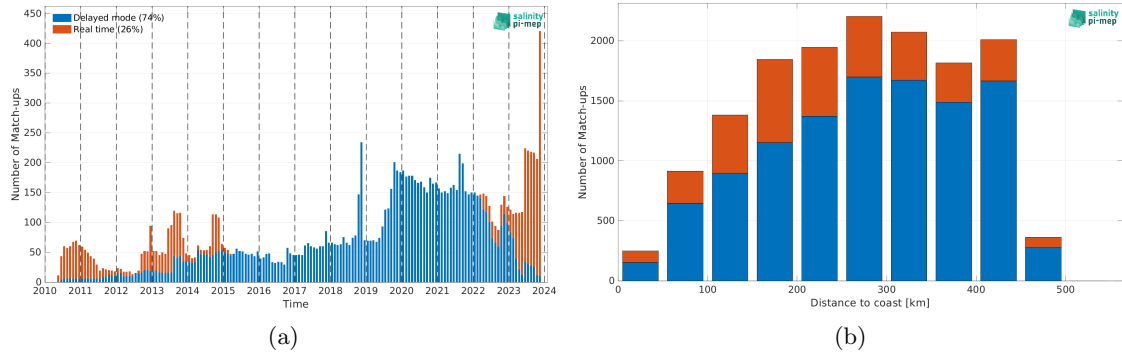 Delayed mode (74%)
Real time (26%)
salinity
pi-mep
450
400
350
300
250
200
150
100
50
0
Number of Match-ups
2010 2011 2012 2013 2014 2015 2016 2017 2018 2019 2020 2021 2022 2023 2024
Time
(a)
salinity
pi-mep
2000
1500
1000
500
0
Number of Match-ups
0 100 200 300 400 500
Distance to coast [km]
(b)